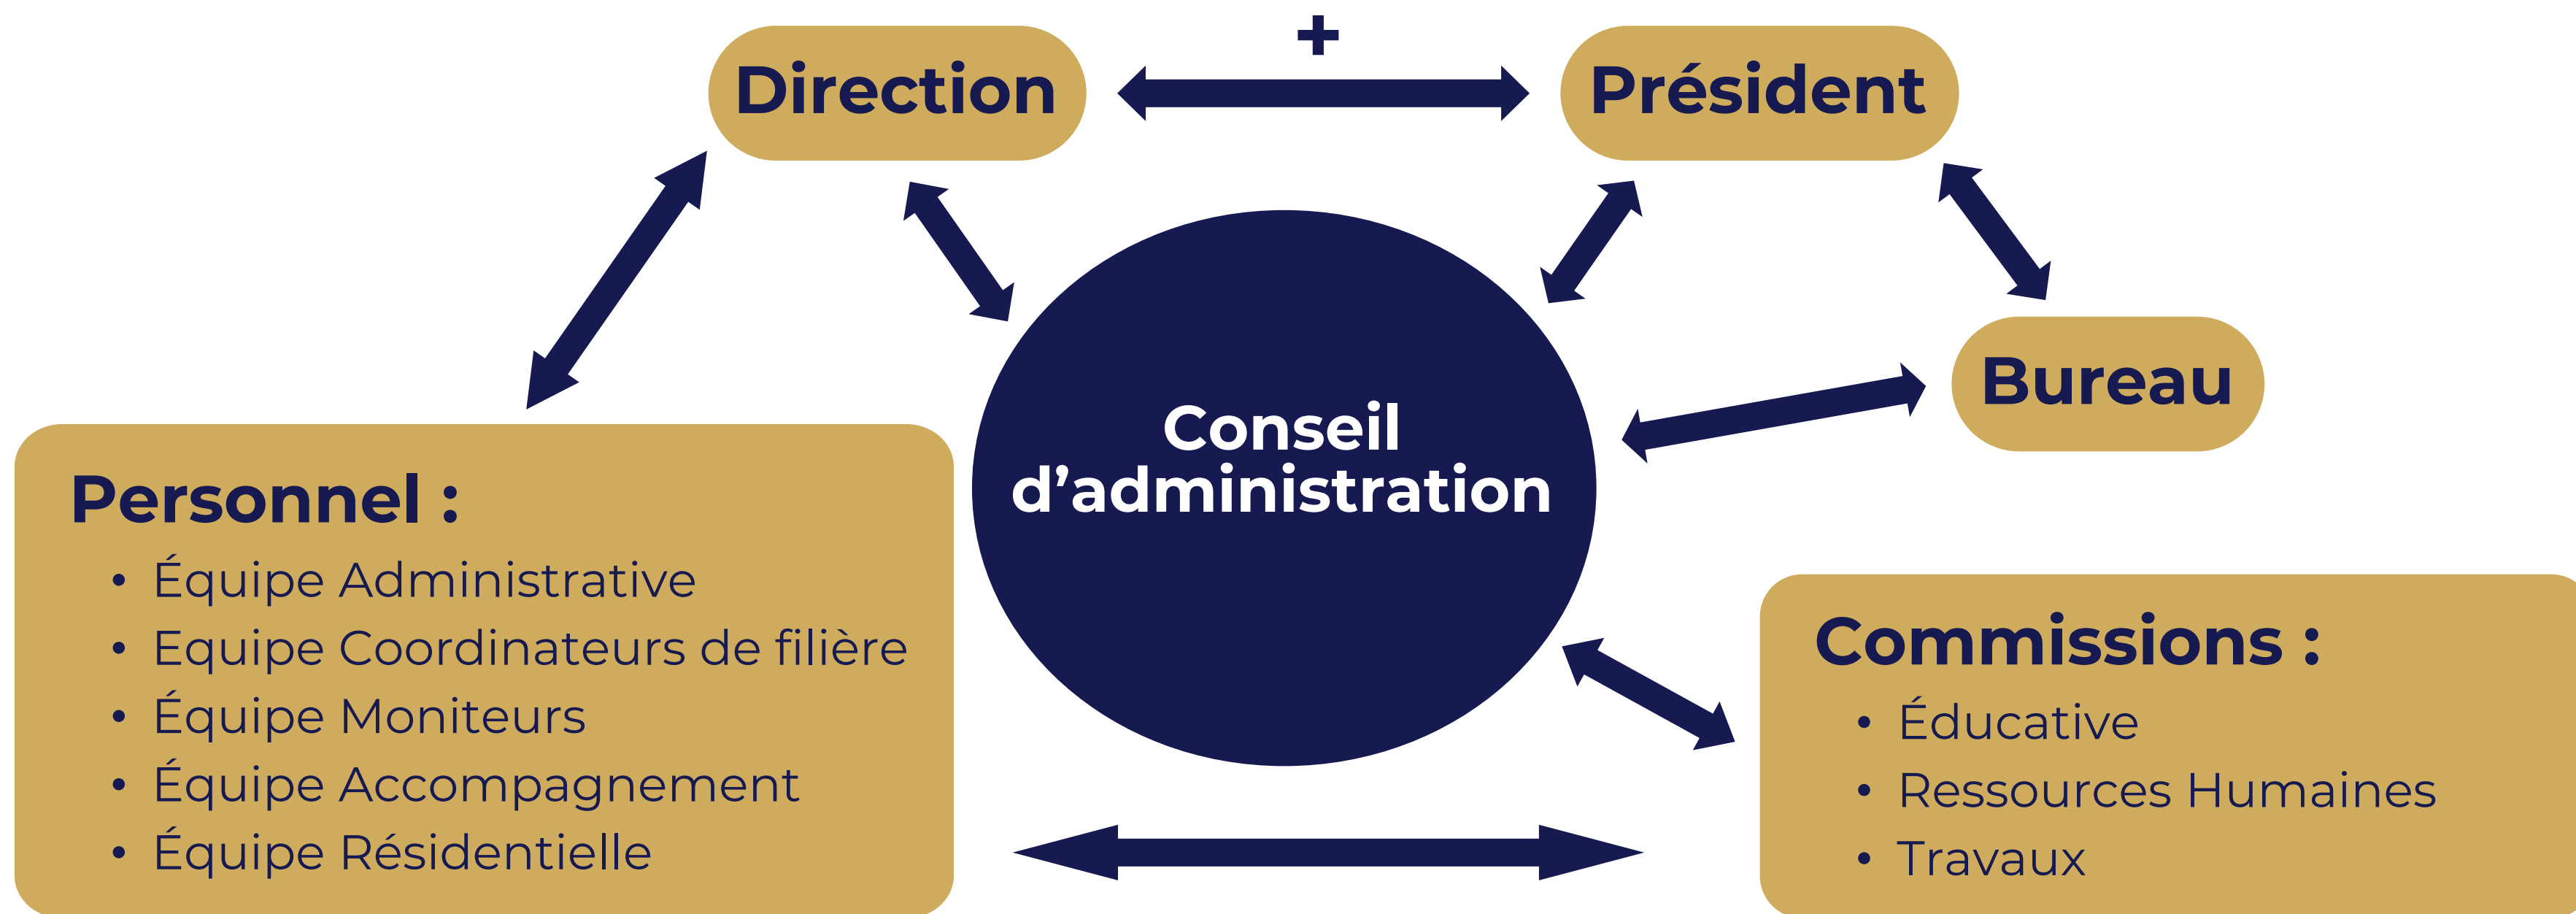 +
Direction
Président
Bureau
Conseil
d’administration
Personnel :
• Équipe Administrative
• Equipe Coordinateurs de filière
• Équipe Moniteurs
• Équipe Accompagnement
• Équipe Résidentielle
Commissions :
• Éducative
• Ressources Humaines
• Travaux